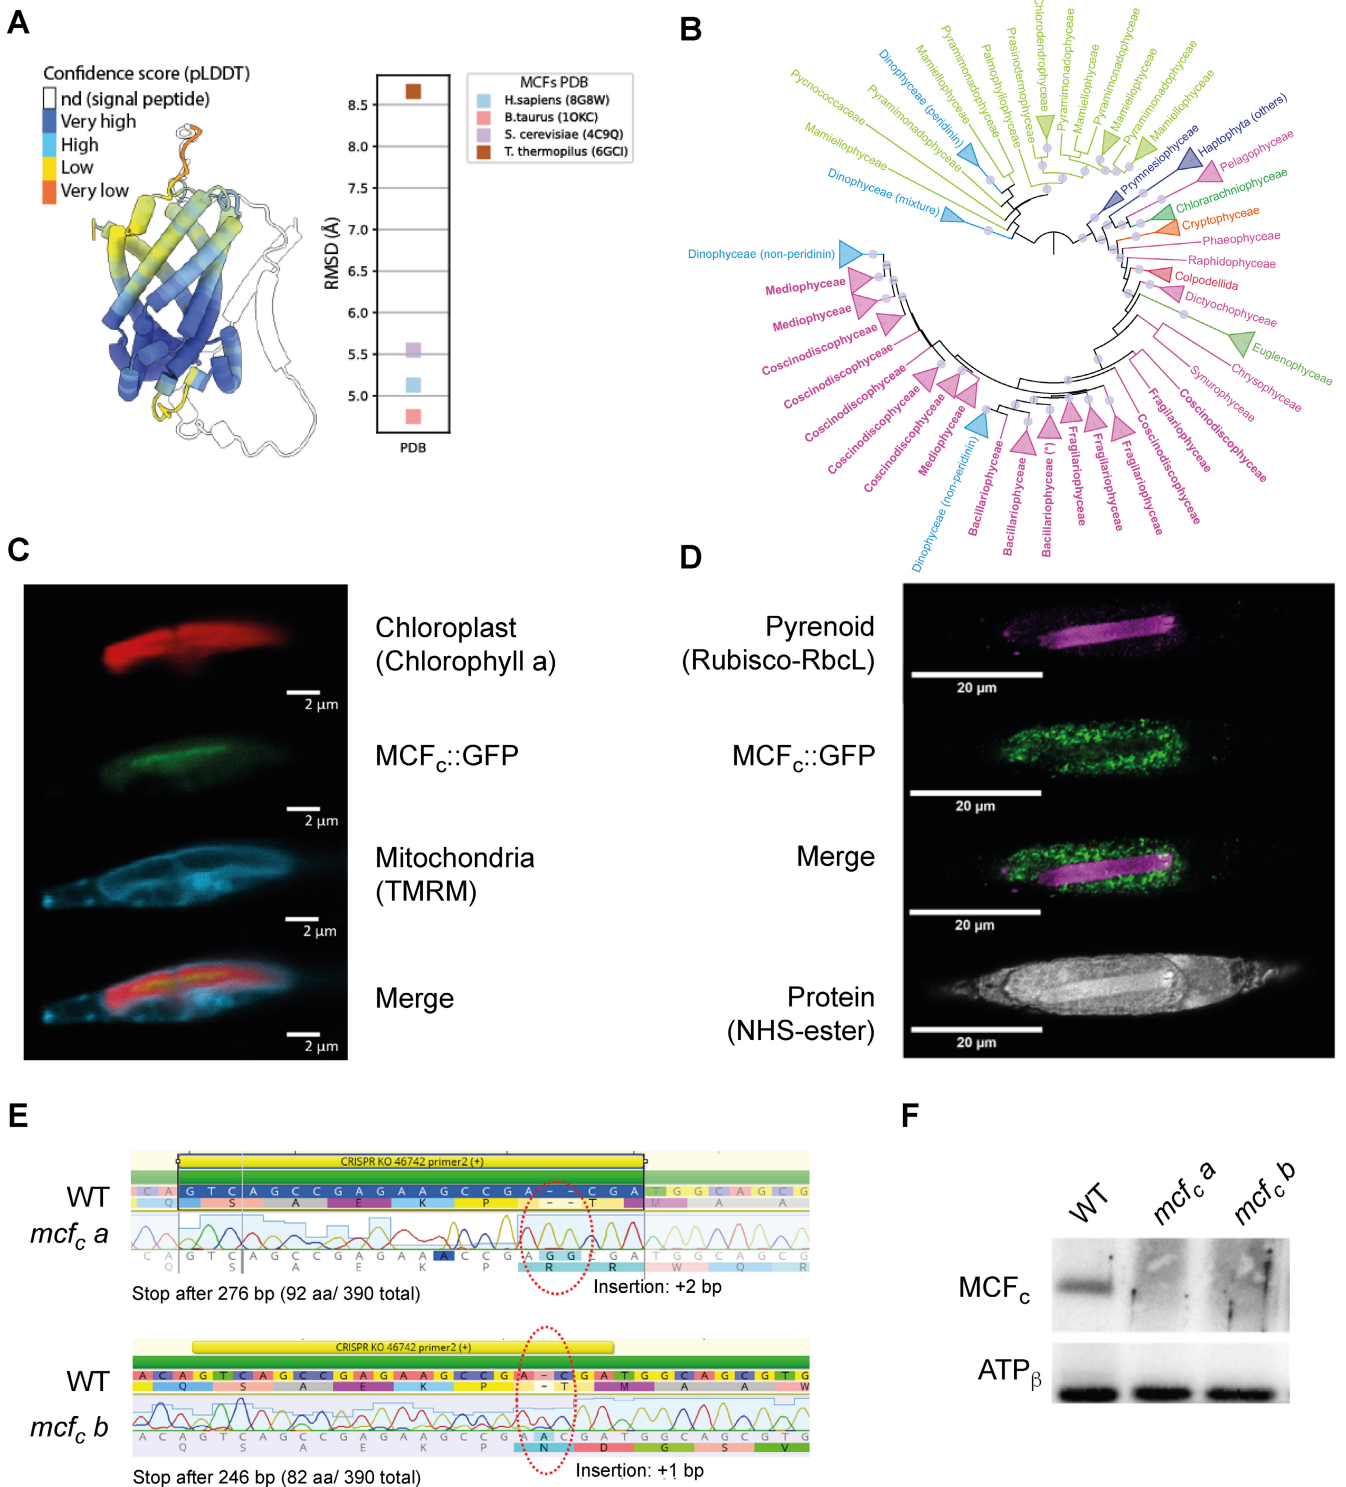 A
Confidence score (pLDDT)
nd (signal peptide)
Very high
High
Low
Very low
RMSD (Å)
8.5
8.0
7.5
7.0
6.5
6.0
5.5
5.0
PDB
MCFs PDB
H.sapiens (8G8W)
B.taurus (1OKC)
S. cerevisiae (4C9Q)
T. thermopilus (6GCI)
B
Dinophyceae (mixture)
Mamiellophyceae
Pycnococcaceae
Pyramimonadophyceae
Dinophyceae (peridinin)
Mamiellophyceae
Pyramimonadophyceae
Palmophyllophyceae
Prasinodermophyceae
Chlorodendrophyceae
Pyramimonadophyceae
Mamiellophyceae
Pyramimonadophyceae
Mamiellophyceae
Pyramimonadophyceae
Mamiellophyceae
Prymnesiophyceae
Haptophyta (others)
Pelagophyceae
Chlorarachniophyceae
Cryptophyceae
Phaeophyceae
Raphidophyceae
Colpodellida
Dictyochophyceae
Euglenophyceae
Chrysophyceae
Synurophyceae
Coscinodiscophyceae
Fragilariophyceae
Coscinodiscophyceae
Fragilariophyceae
Fragilariophyceae
Fragilariophyceae
Bacillariophyceae (*)
Bacillariophyceae
Bacillariophyceae
Dinophyceae (non-peridinin)
Mediophyceae
Coscinodiscophyceae
Coscinodiscophyceae
Coscinodiscophyceae
Coscinodiscophyceae
Coscinodiscophyceae
Mediophyceae
Mediophyceae
Dinophyceae (non-peridinin)
C
Chloroplast
(Chlorophyll a)
2 µm
MCFc::GFP
2 µm
Mitochondria
(TMRM)
2 µm
Merge
2 µm
D
Pyrenoid
(Rubisco-RbcL)
20 µm
MCFc::GFP
20 µm
Merge
20 µm
Protein
(NHS-ester)
20 µm
E
CRISPR KO 46742 primer2 (+)
WT
C A G T C A G C C G A G A A G C C G A - - C G A T G G C A G C G
Q S A E K P - - T M A A
mcfc a
C A G T C A G C C G A G A A C C G A G G C G A T G G C A G C G
Q S A E K P R R W Q R
Stop after 276 bp (92 aa/ 390 total)
Insertion: +2 bp
CRISPR KO 46742 primer2 (+)
WT
A C A G T C A G C C G A G A A G C C G A - C G A T G G C A G C G T G
Q S A E K P - T M A A W
mcfc b
A C A G T C A G C C G A G A A G C C G A A C G A T G G C A G C G T G
Q S A E K P N D G S V
Stop after 246 bp (82 aa/ 390 total)
Insertion: +1 bp
F
WT
mcfc a
mcfc b
MCFc
ATPβ